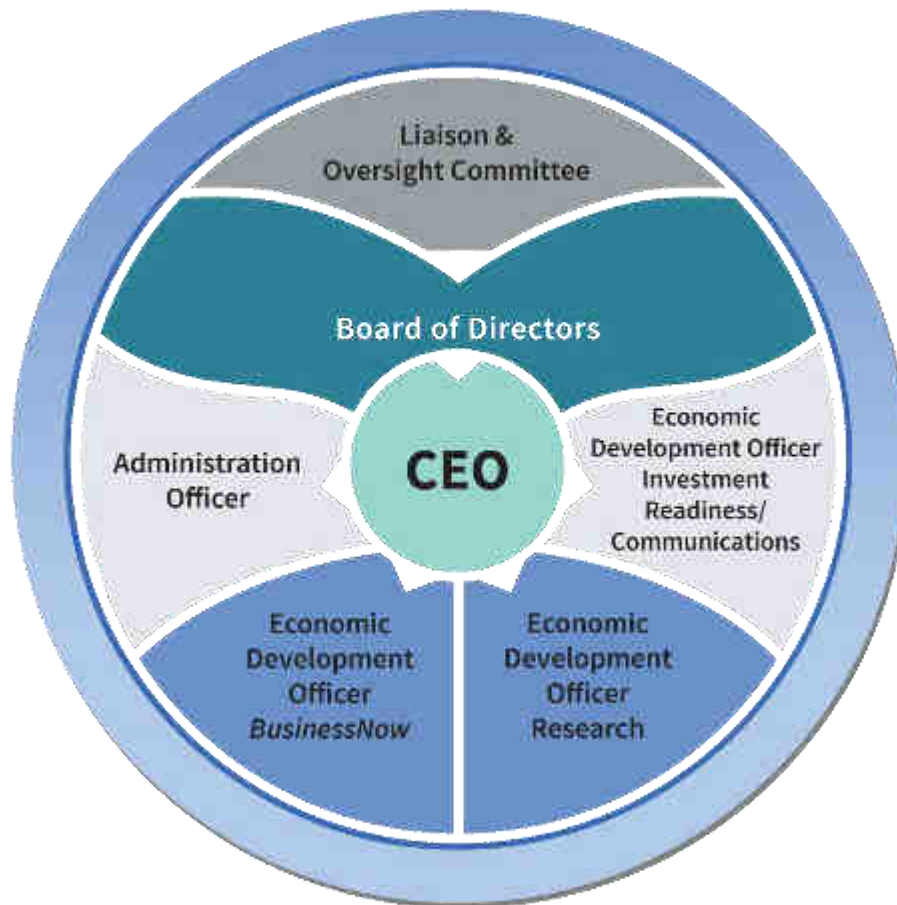 Liaison &
Oversight Committee
Board of Directors
CEO
Administration
Officer
Economic
Development Officer
Investment
Readiness/
Communications
Economic
Development
Officer
BusinessNow
Economic
Development
Officer
Research